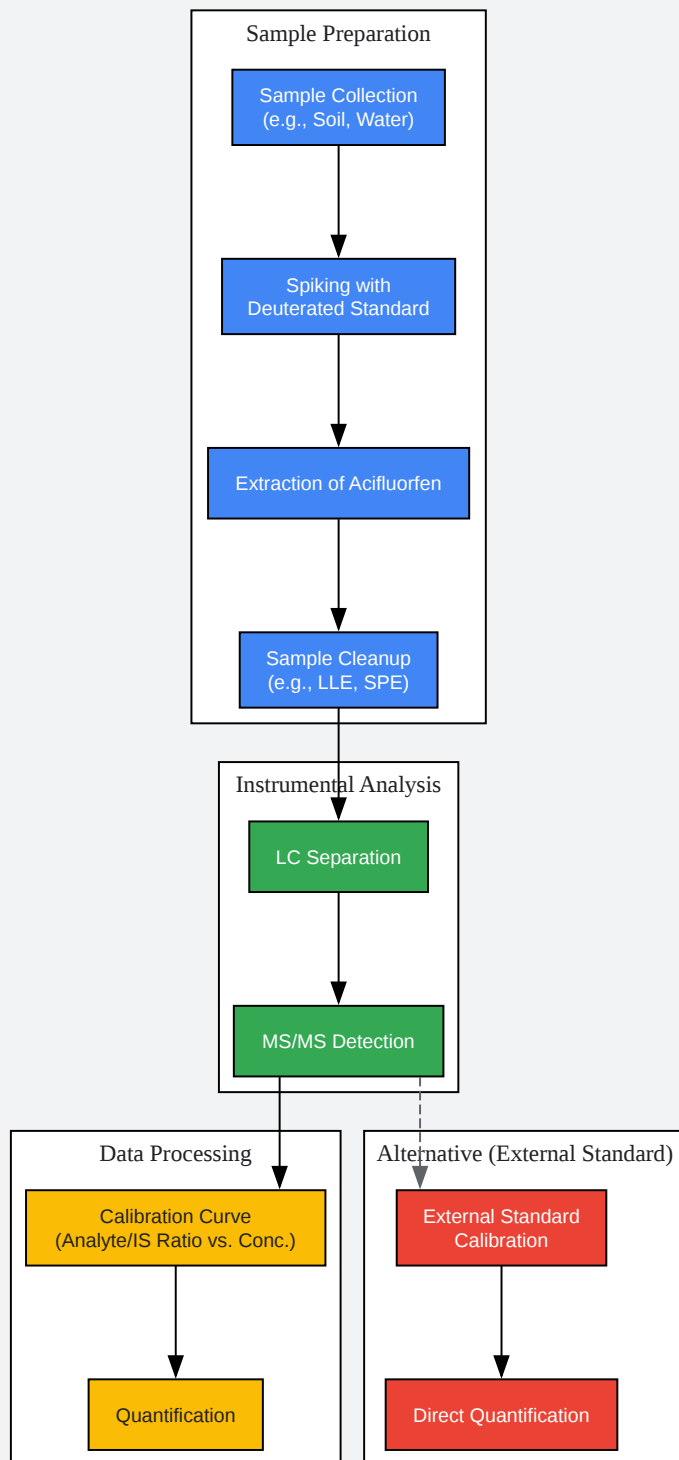 Sample Preparation
Sample Collection
(e.g., Soil, Water)
Spiking with
Deuterated Standard
Extraction of Acifluorfen
Sample Cleanup
(e.g., LLE, SPE)
Instrumental Analysis
LC Separation
MS/MS Detection
Data Processing
Calibration Curve
(Analyte/IS Ratio vs. Conc.)
Quantification
Alternative (External Standard)
External Standard
Calibration
Direct Quantification